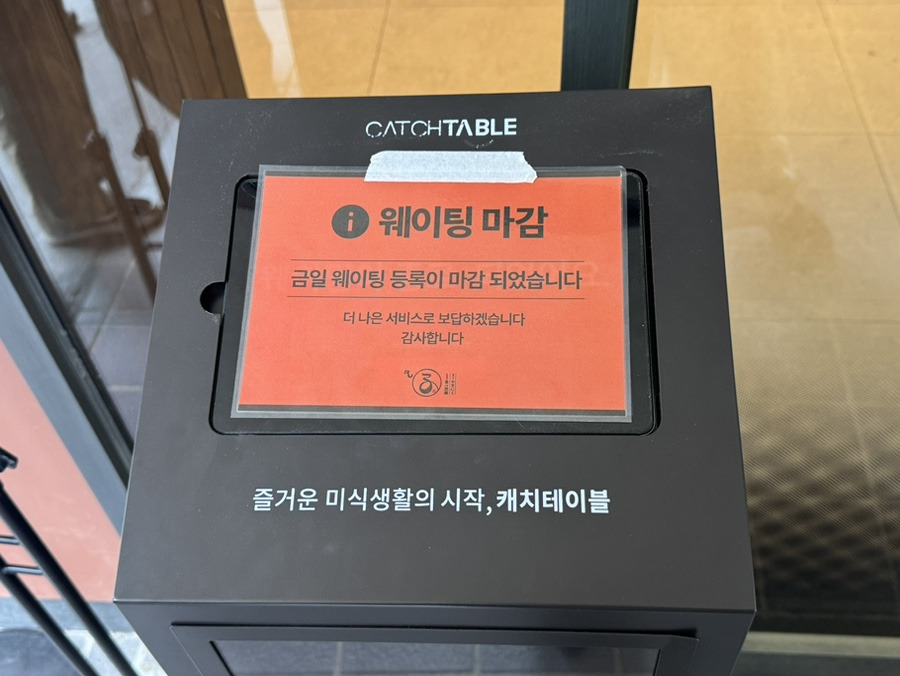 CATCHTABLE
i 웨이팅 마감
금일 웨이팅 등록이 마감 되었습니다
더 나은 서비스로 보답하겠습니다
감사합니다
즐거운 미식생활의 시작, 캐치테이블